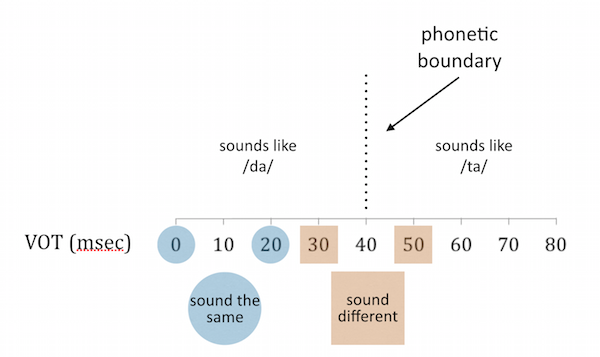 phonetic
boundary
sounds like
/da/
sounds like
/ta/
VOT (msec) 0 10 20 30 40 50 60 70 80
sound the
same
sound
different